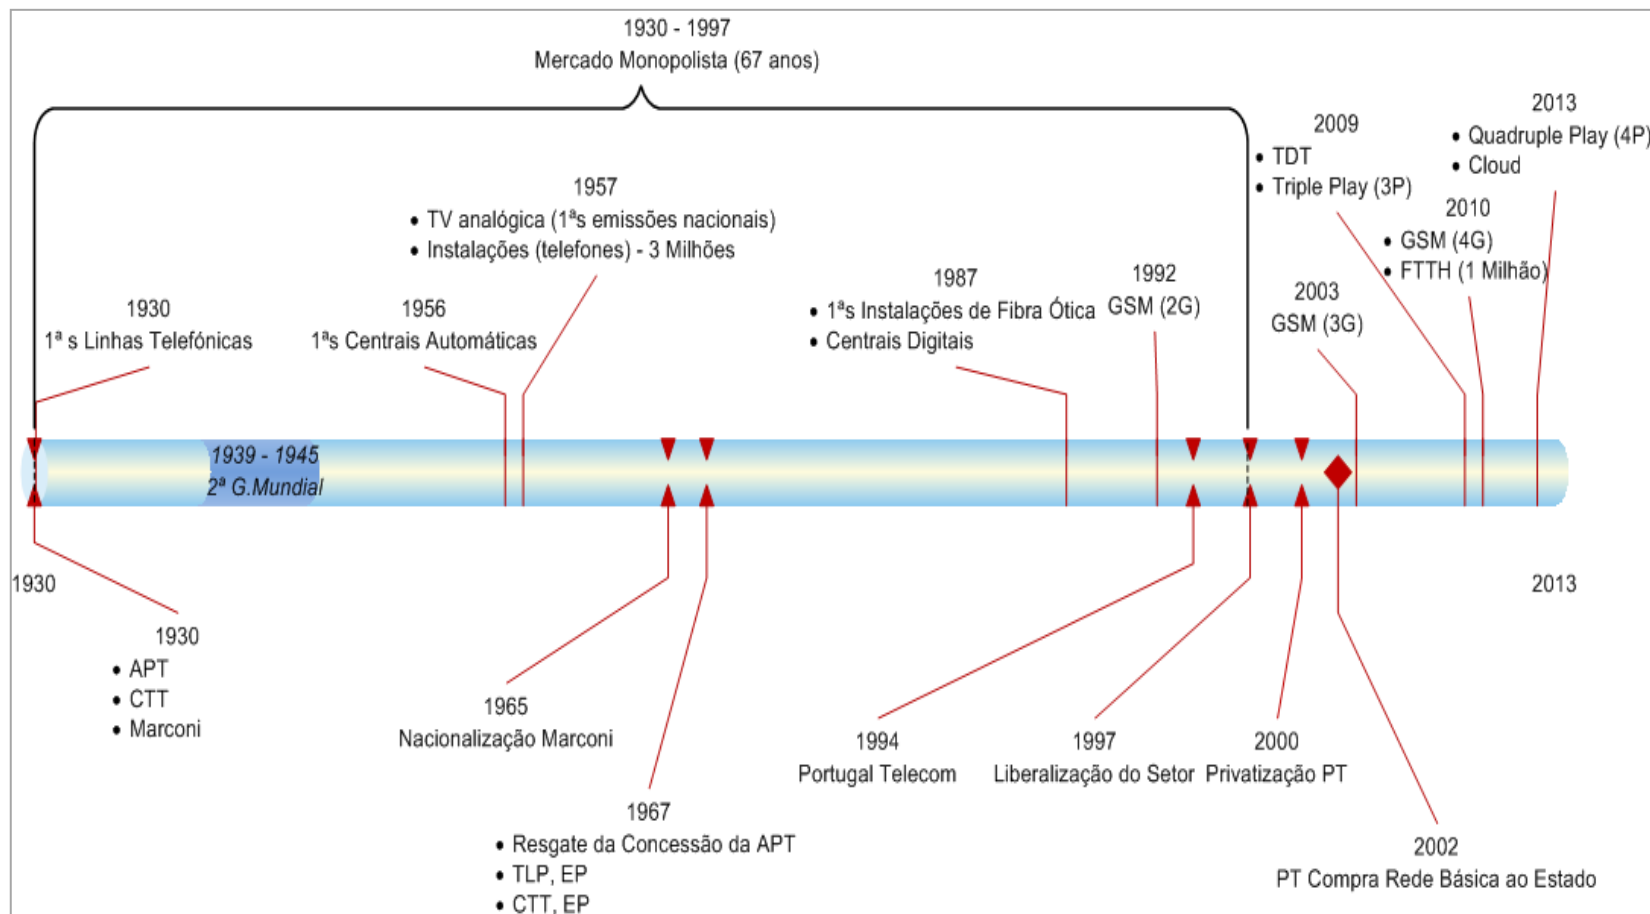 1930 - 1997
Mercado Monopolista (67 anos)
2013
• Quadruple Play (4P)
• Cloud
2009
• TDT
• Triple Play (3P)
1957
• TV analógica (1ªs emissões nacionais)
• Instalações (telefones) - 3 Milhões
2010
• GSM (4G)
• FTTH (1 Milhão)
1987
• 1ªs Instalações de Fibra Ótica
• Centrais Digitais
1992
GSM (2G)
2003
GSM (3G)
1930
1ª s Linhas Telefónicas
1956
1ªs Centrais Automáticas
1939 - 1945
2ª G.Mundial
1930
2013
1930
• APT
• CTT
• Marconi
1965
Nacionalização Marconi
1994
Portugal Telecom
1997
Liberalização do Setor
2000
Privatização PT
1967
• Resgate da Concessão da APT
• TLP, EP
• CTT, EP
2002
PT Compra Rede Básica ao Estado